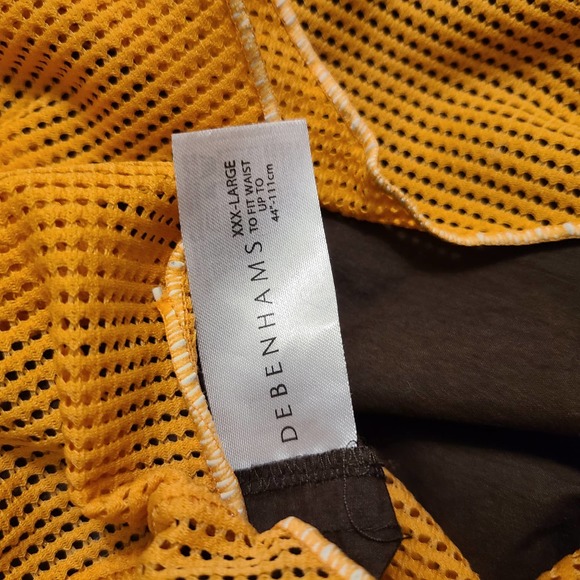 XXX-LARGE
TO FIT WAIST
UP TO
44"-111cm
DEBENHAMS